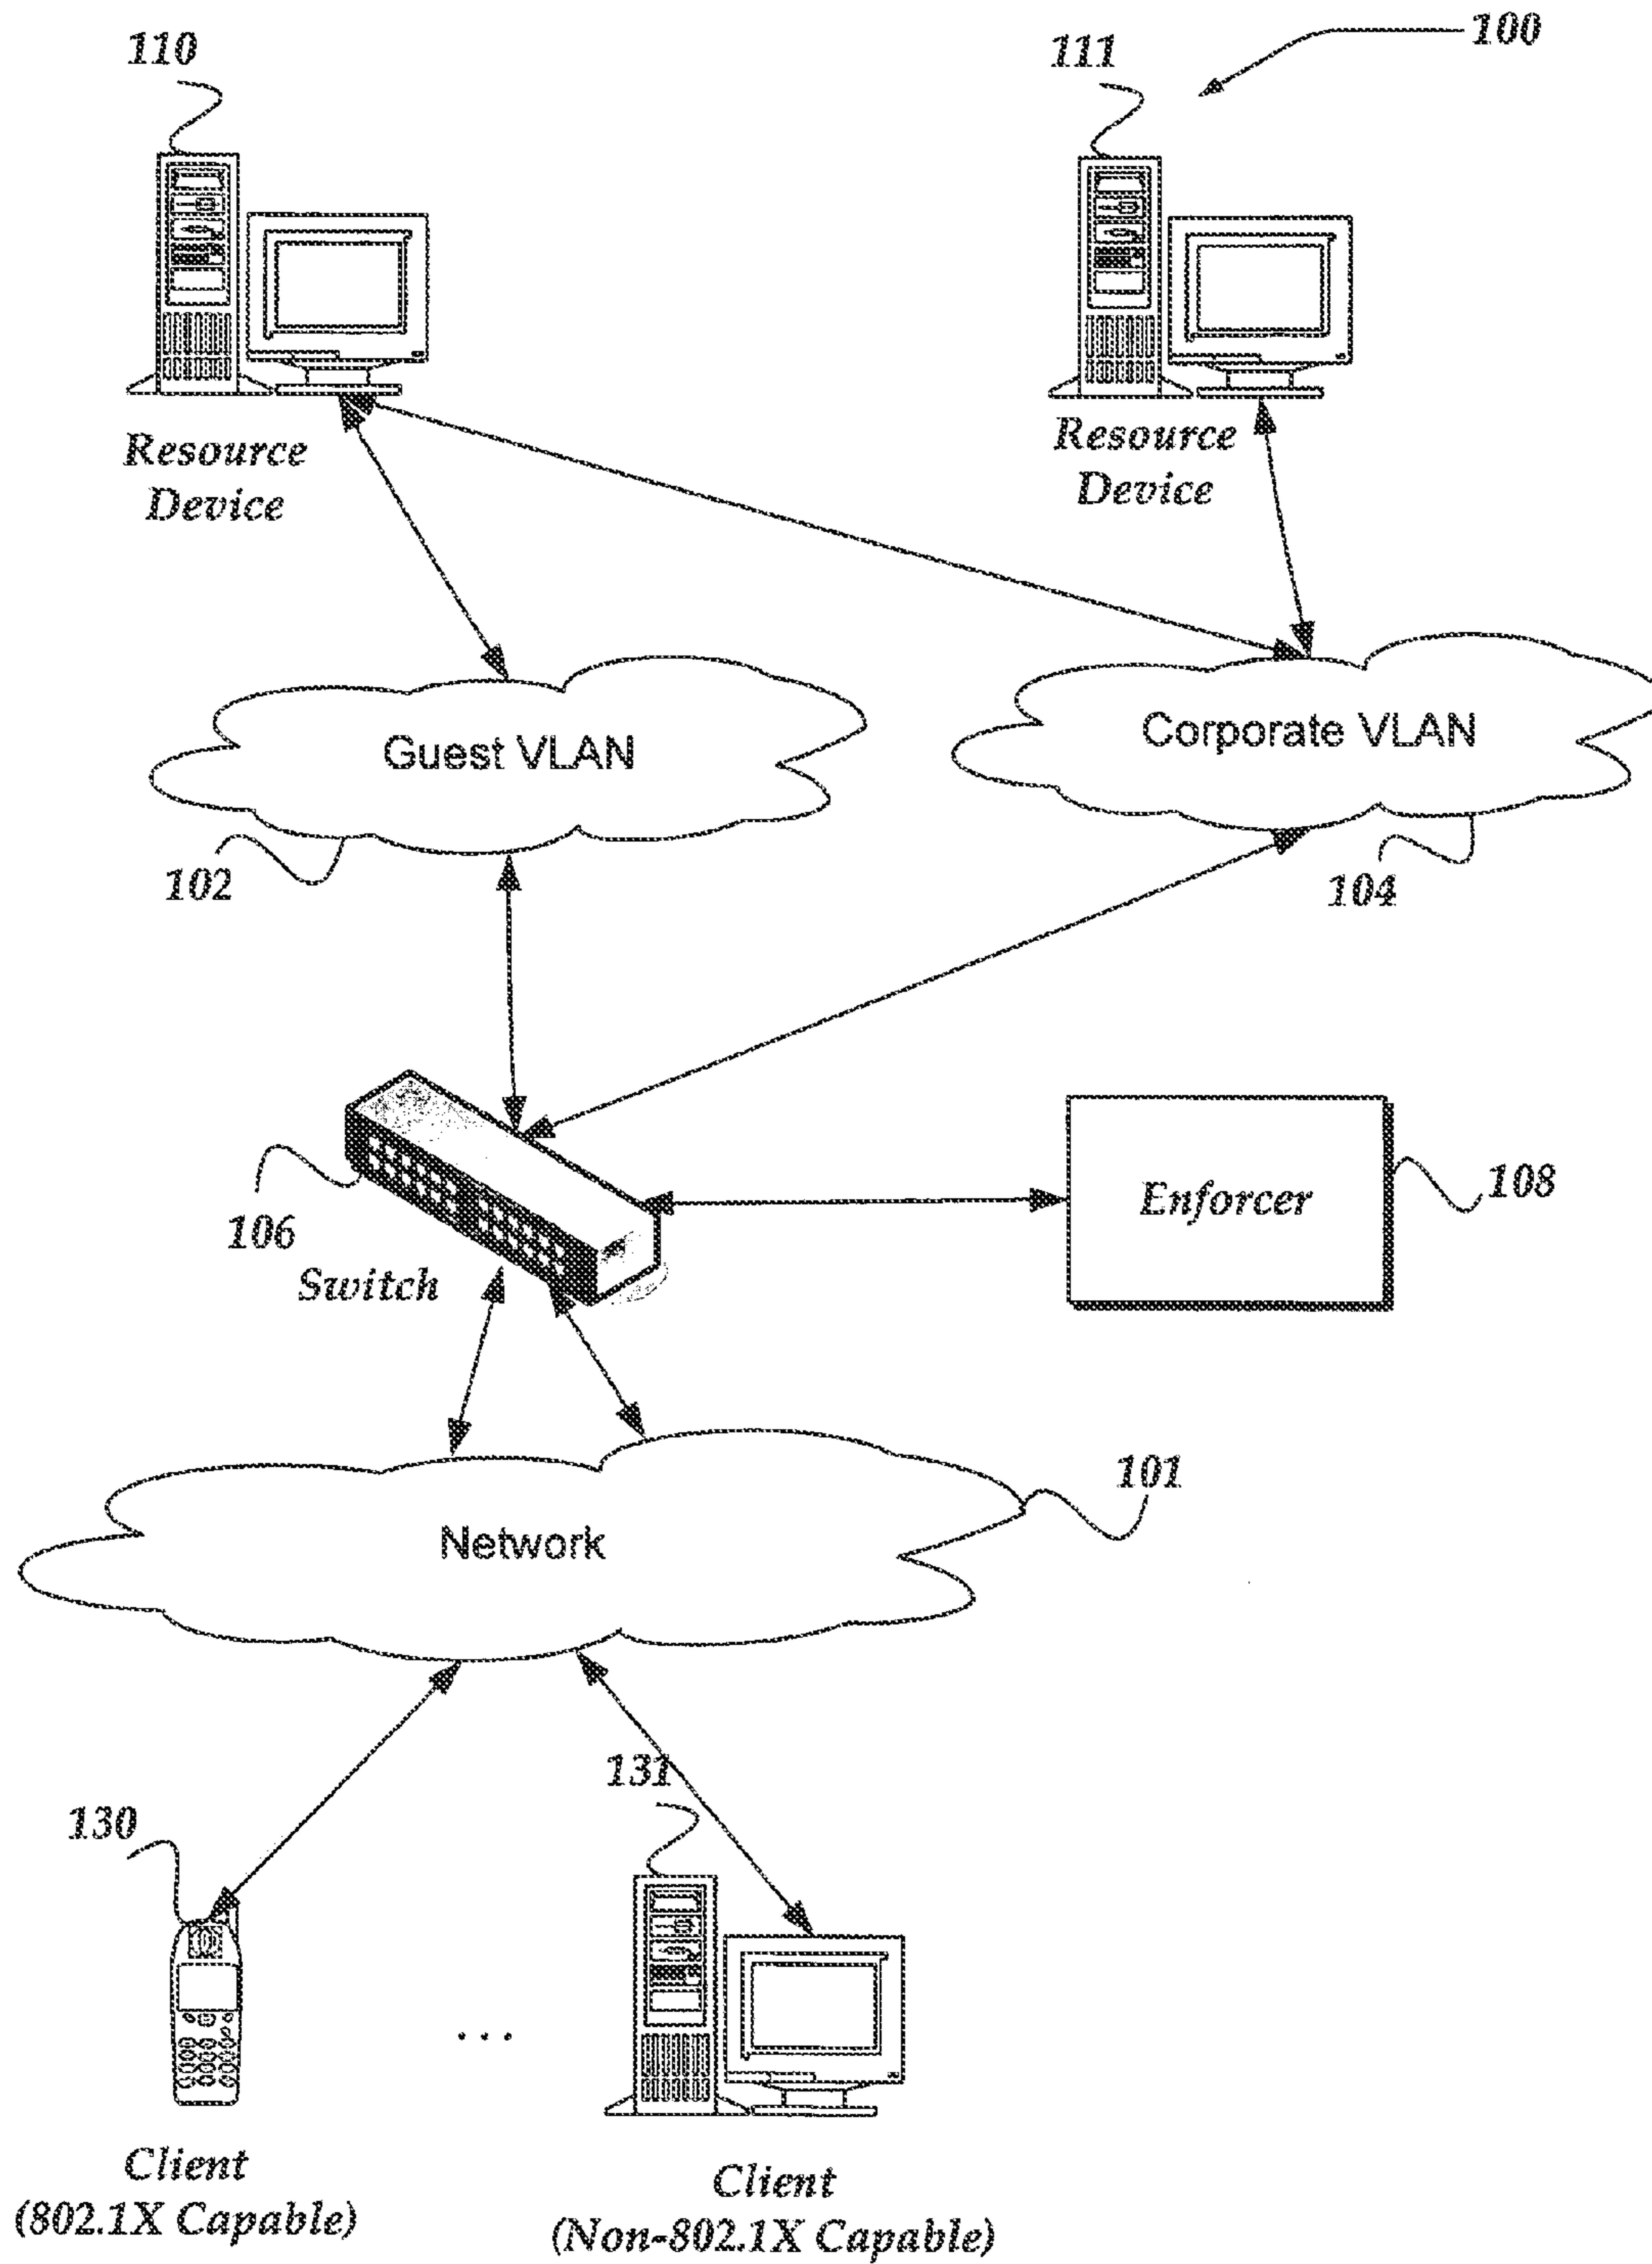 110
111
100
Resource
Device
Resource
Device
Guest VLAN
Corporate VLAN
102
104
106
Switch
Enforcer
108
101
Network
131
130
...
Client
(802.1X Capable)
Client
(Non-802.1X Capable)